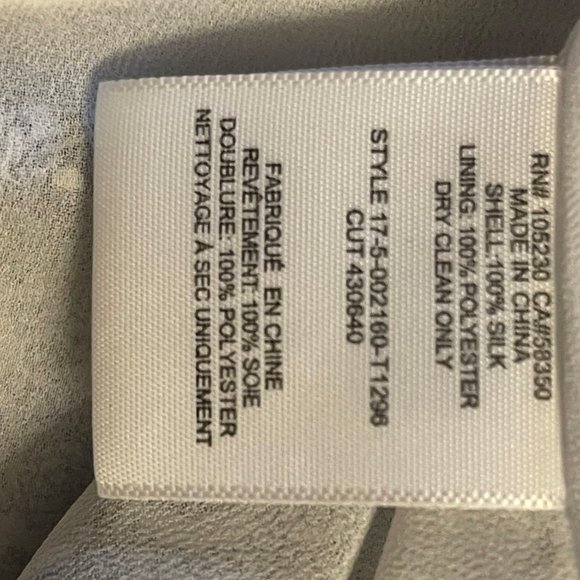 RN# 105230 CA#58350
MADE IN CHINA
SHELL:100% SILK
LINING: 100% POLYESTER
DRY CLEAN ONLY
STYLE 17-5-002160-T1296
CUT 430640
FABRIQUÉ EN CHINE
REVÊTEMENT:100% SOIE
DOUBLURE: 100% POLYESTER
NETTOYAGE À SEC UNIQUEMENT